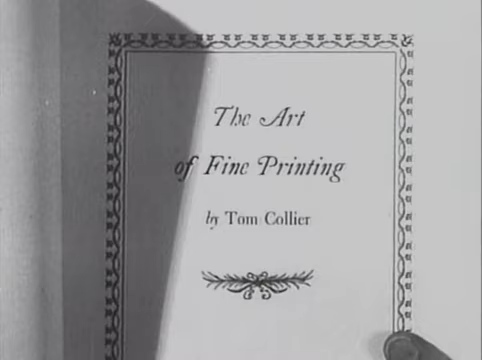 The Art
of Fine Printing
by Tom Collier